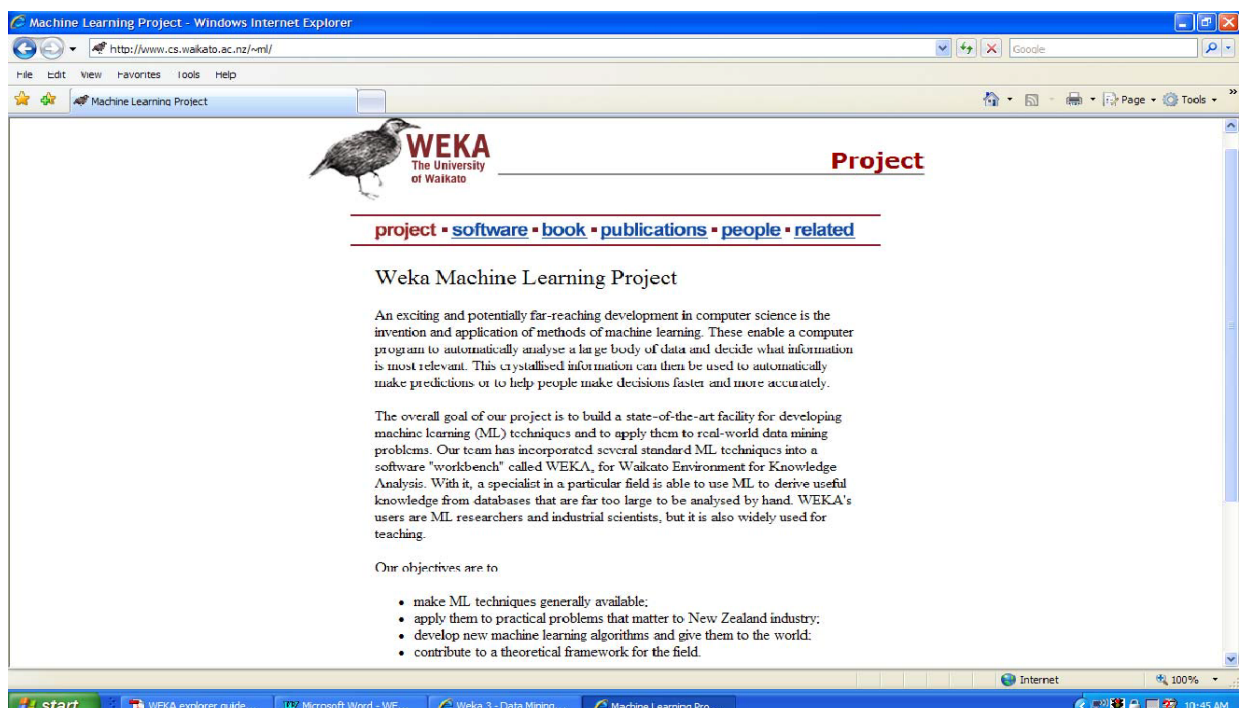 Machine Learning Project - Windows Internet Explorer
http://www.cs.waikato.ac.nz/~ml/
Google
File Edit View Favorites Tools Help
Machine Learning Project
Page Tools
WEKA
The University
of Waikato
Project
project software book publications people related
Weka Machine Learning Project
An exciting and potentially far-reaching development in computer science is the
invention and application of methods of machine learning. These enable a computer
program to automatically analyse a large body of data and decide what information
is most relevant. This crystallised information can then be used to automatically
make predictions or to help people make decisions faster and more accurately.
The overall goal of our project is to build a state-of-the-art facility for developing
machine learning (ML) techniques and to apply them to real-world data mining
problems. Our team has incorporated several standard ML techniques into a
software "workbench" called WEKA, for Waikato Environment for Knowledge
Analysis. With it, a specialist in a particular field is able to use ML to derive useful
knowledge from databases that are far too large to be analysed by hand. WEKA's
users are ML researchers and industrial scientists, but it is also widely used for
teaching.
Our objectives are to
• make ML techniques generally available;
• apply them to practical problems that matter to New Zealand industry;
• develop new machine learning algorithms and give them to the world;
• contribute to a theoretical framework for the field.
Internet 100%
start WEKA explorer guide... Microsoft Word - WE... Weka 3 - Data Mining ... Machine Learning Pro... 10:45 AM